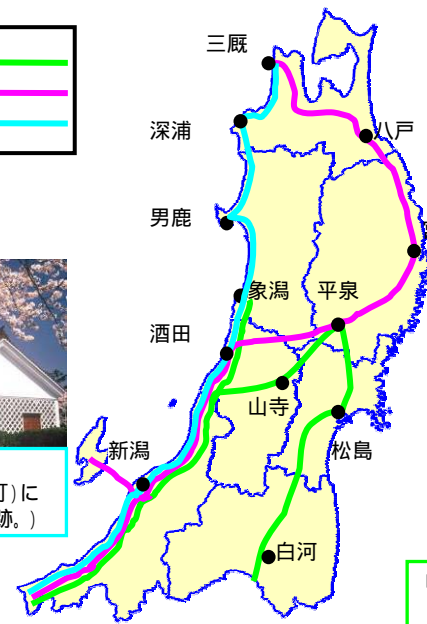 三厩
深浦
八戸
男鹿
象潟
平泉
酒田
山寺
新潟
松島
町)に
跡。)
白河